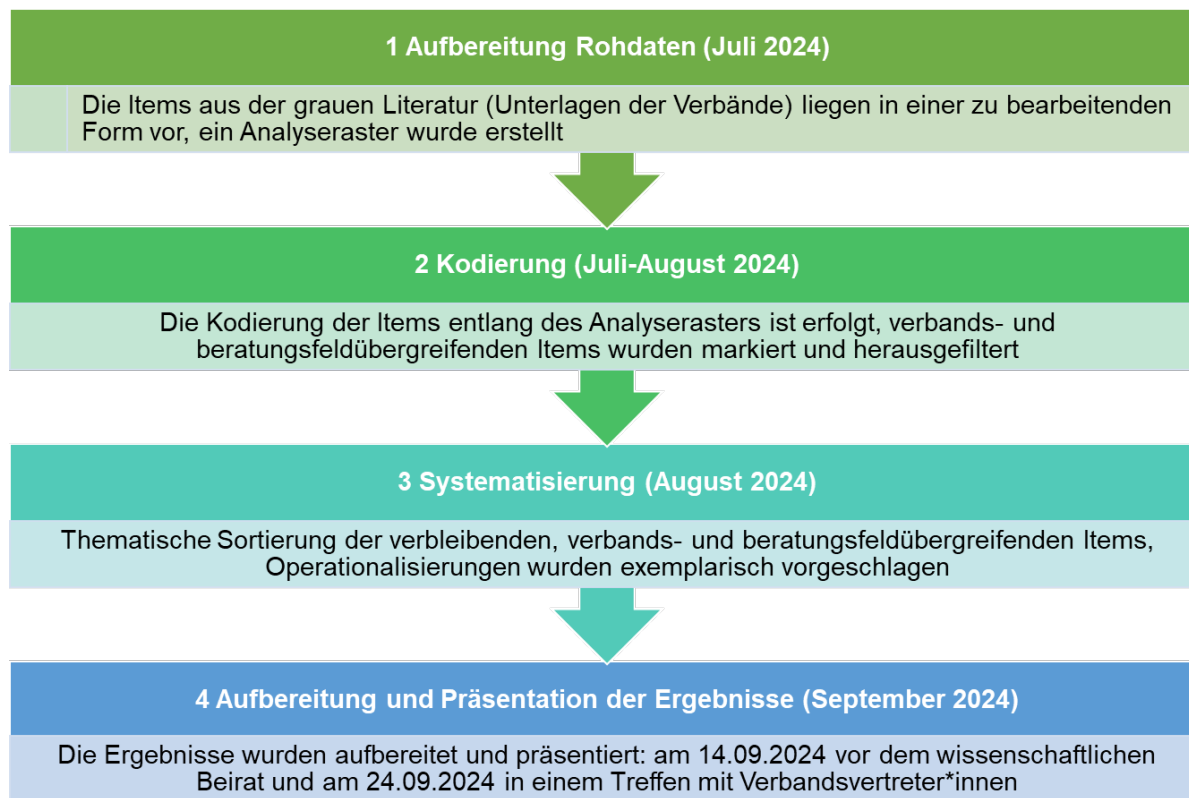 1 Aufbereitung Rohdaten (Juli 2024)
Die Items aus der grauen Literatur (Unterlagen der Verbände) liegen in einer zu bearbeitenden
Form vor, ein Analyseraster wurde erstellt
2 Kodierung (Juli-August 2024)
Die Kodierung der Items entlang des Analyserasters ist erfolgt, verbands- und
beratungsfeldübergreifenden Items wurden markiert und herausgefiltert
3 Systematisierung (August 2024)
Thematische Sortierung der verbleibenden, verbands- und beratungsfeldübergreifenden Items,
Operationalisierungen wurden exemplarisch vorgeschlagen
4 Aufbereitung und Präsentation der Ergebnisse (September 2024)
Die Ergebnisse wurden aufbereitet und präsentiert: am 14.09.2024 vor dem wissenschaftlichen
Beirat und am 24.09.2024 in einem Treffen mit Verbandsvertreter*innen